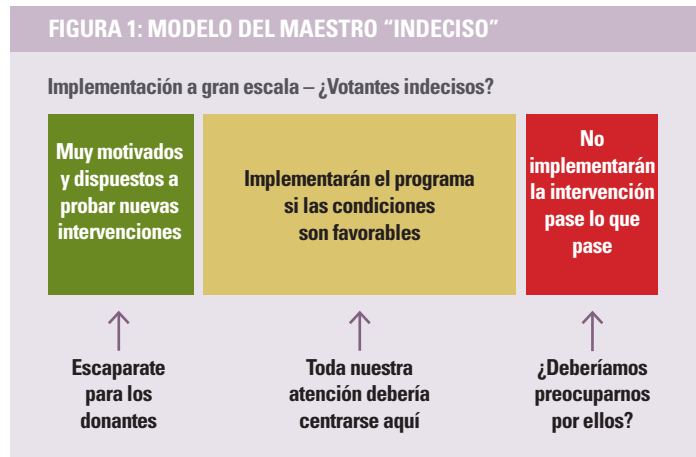 FIGURA 1: MODELO DEL MAESTRO “INDECISO”
Implementación a gran escala – ¿Votantes indecisos?
Muy motivados
y dispuestos a
probar nuevas
intervenciones
Implementarán el programa
si las condiciones
son favorables
No
implementarán
la intervención
pase lo que
pase
Escaparate
para los
donantes
Toda nuestra
atención debería
centrarse aquí
¿Deberíamos
preocuparnos
por ellos?